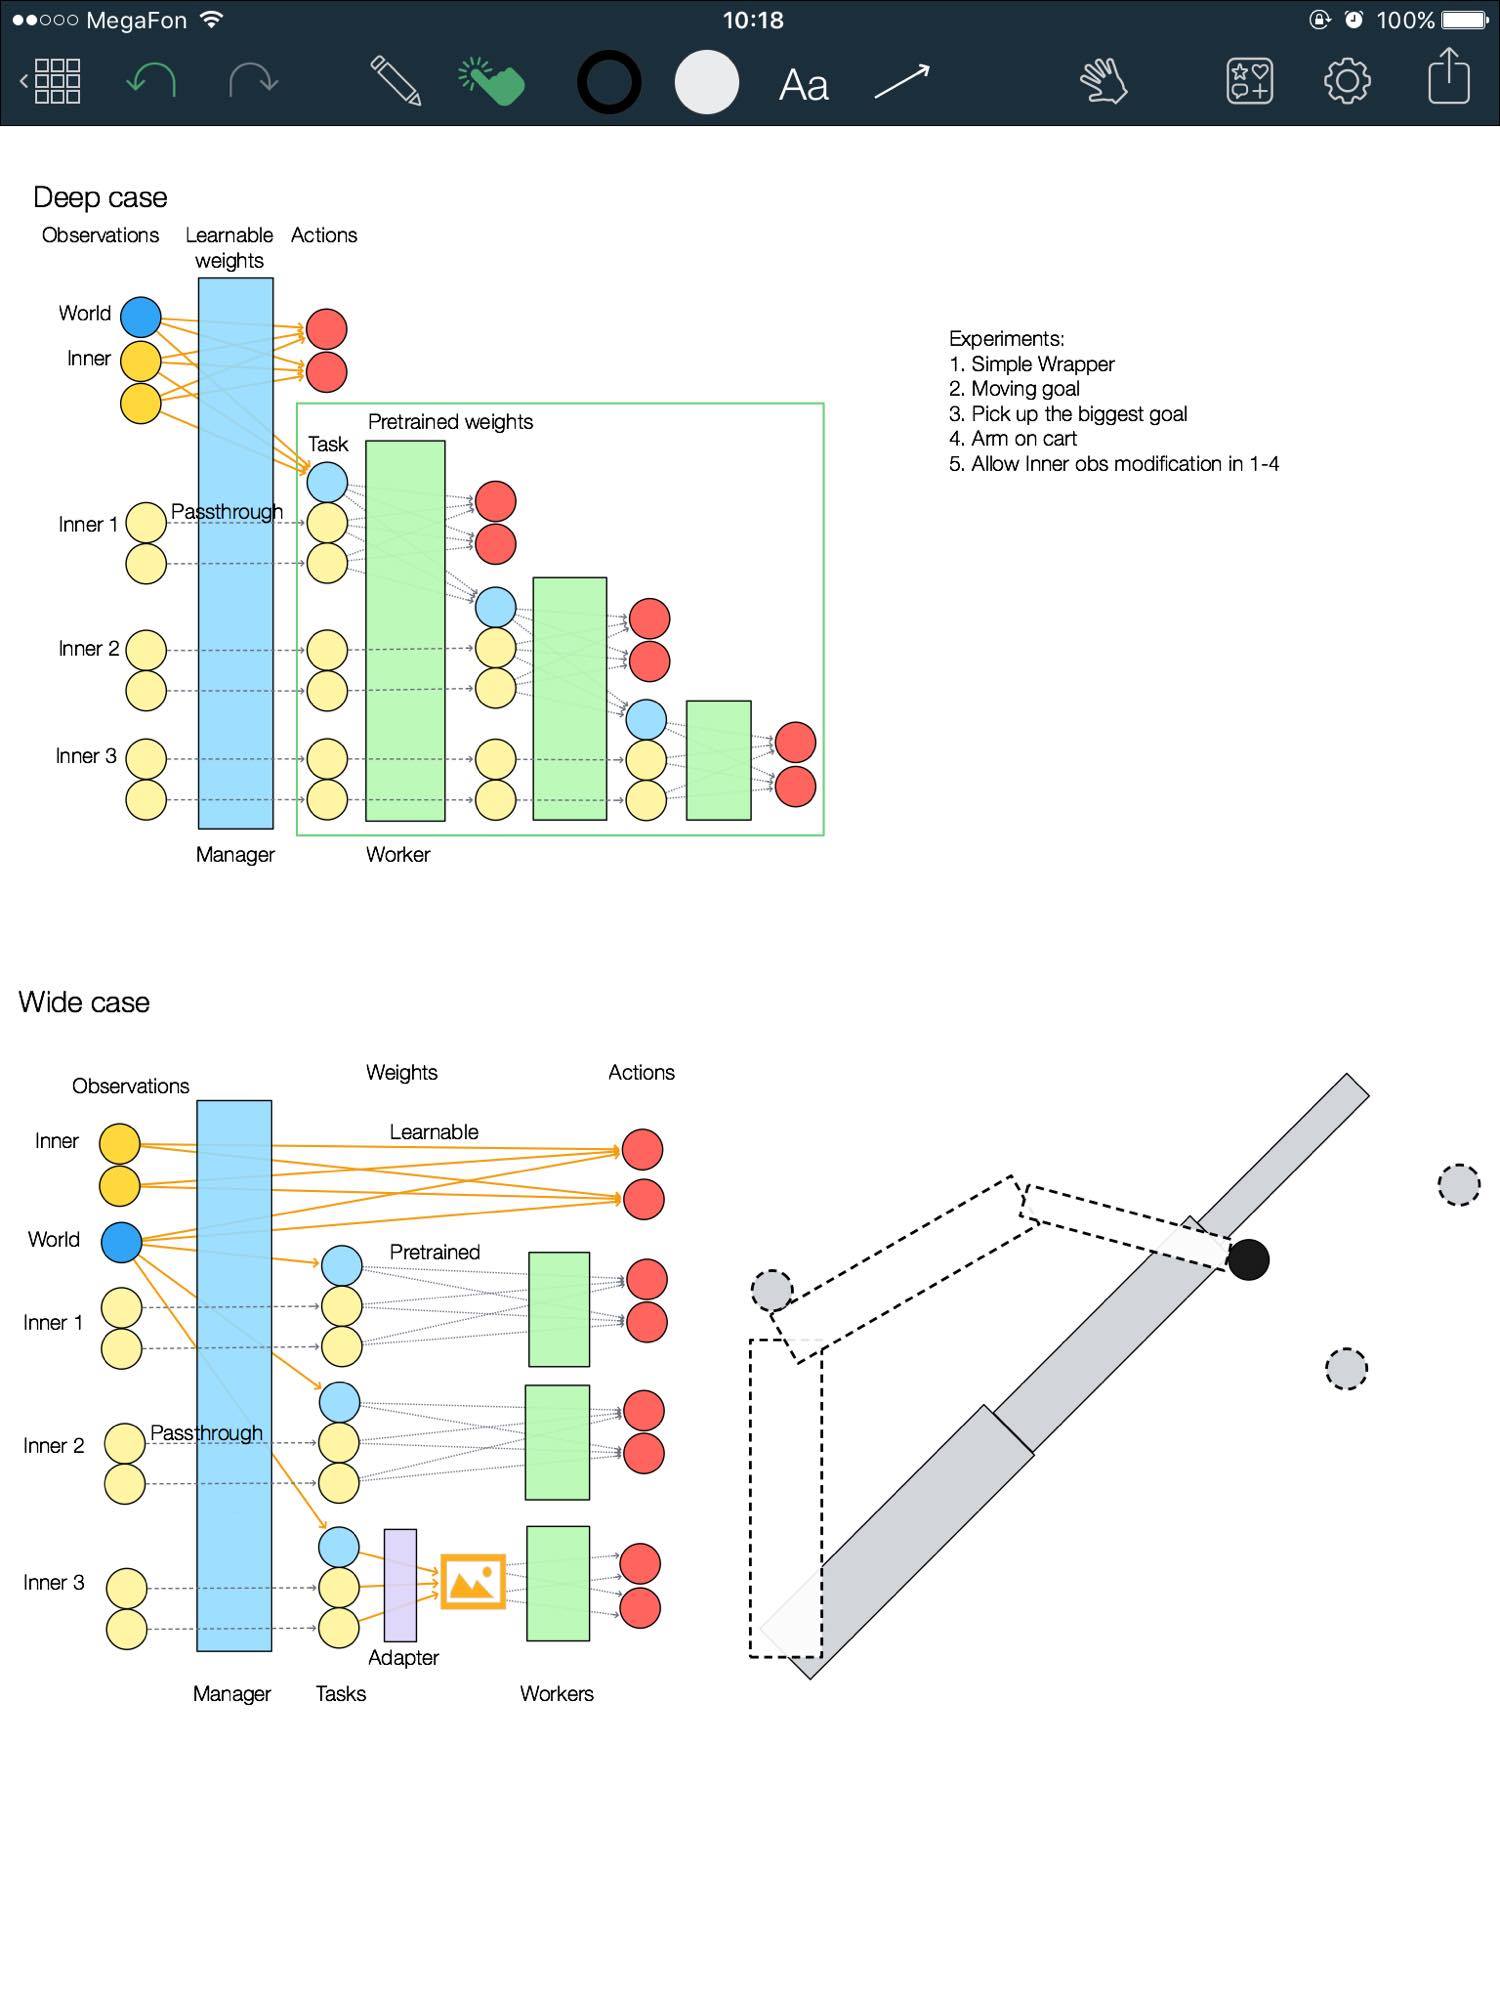 MegaFon
10:18
100%
Aa
Deep case
Observations
Learnable
weights
Actions
World
Inner
Experiments:
1. Simple Wrapper
2. Moving goal
3. Pick up the biggest goal
4. Arm on cart
5. Allow Inner obs modification in 1-4
Pretrained weights
Task
Passthrough
Inner 1
Inner 2
Inner 3
Manager
Worker
Wide case
Observations
Weights
Actions
Inner
Learnable
World
Pretrained
Inner 1
Passthrough
Inner 2
Inner 3
Adapter
Manager
Tasks
Workers